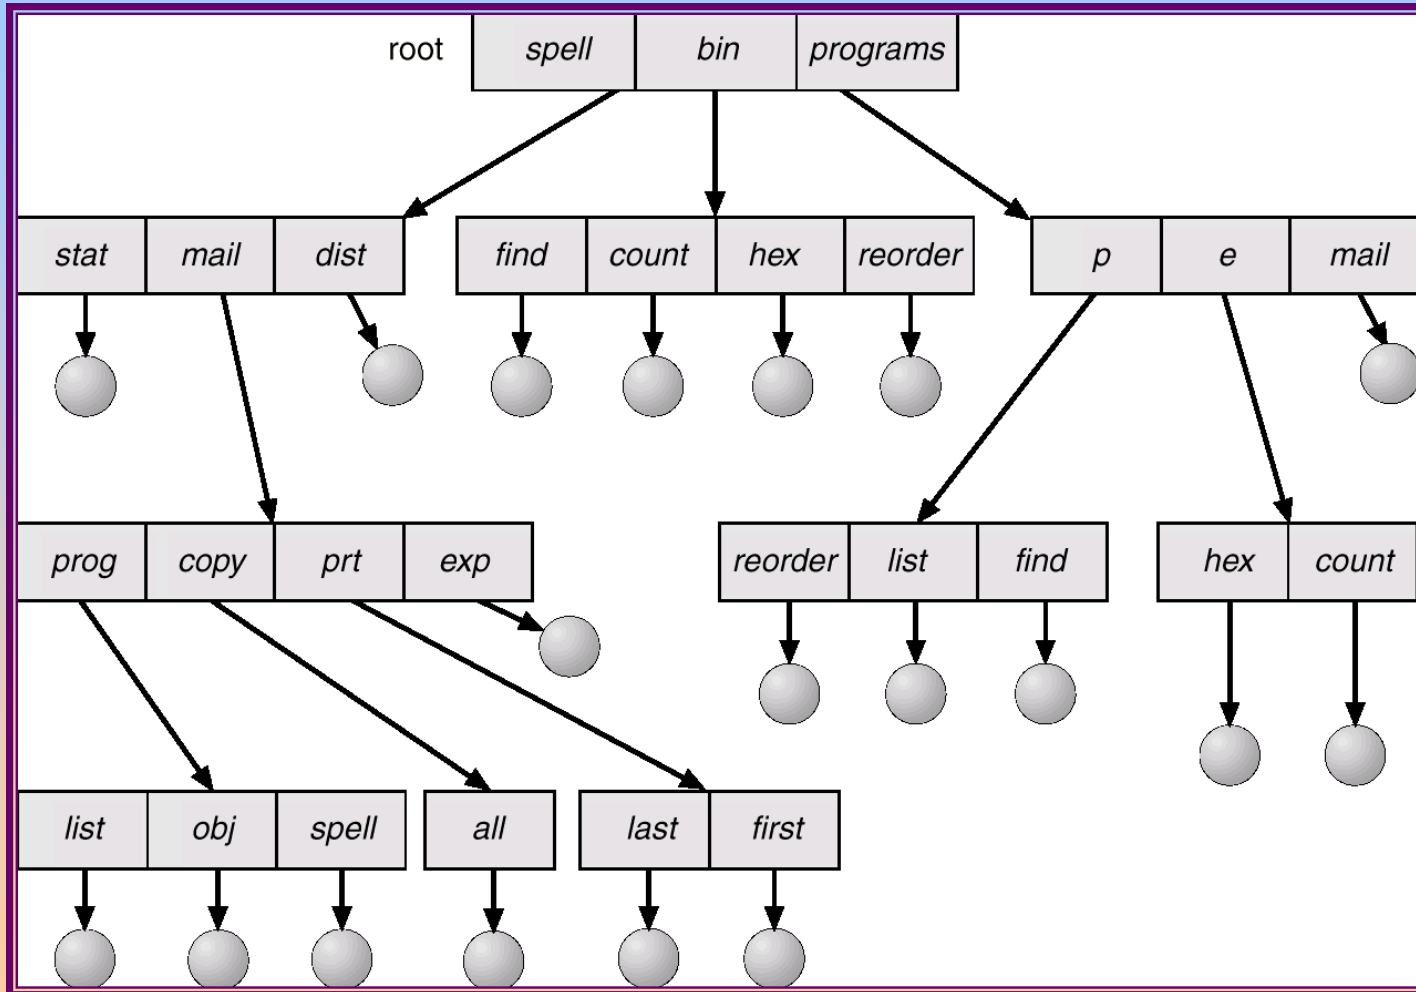 root spell bin programs
stat mail dist find count hex reorder p e mail
prog copy prt exp reorder list find hex count
list obj spell all last first